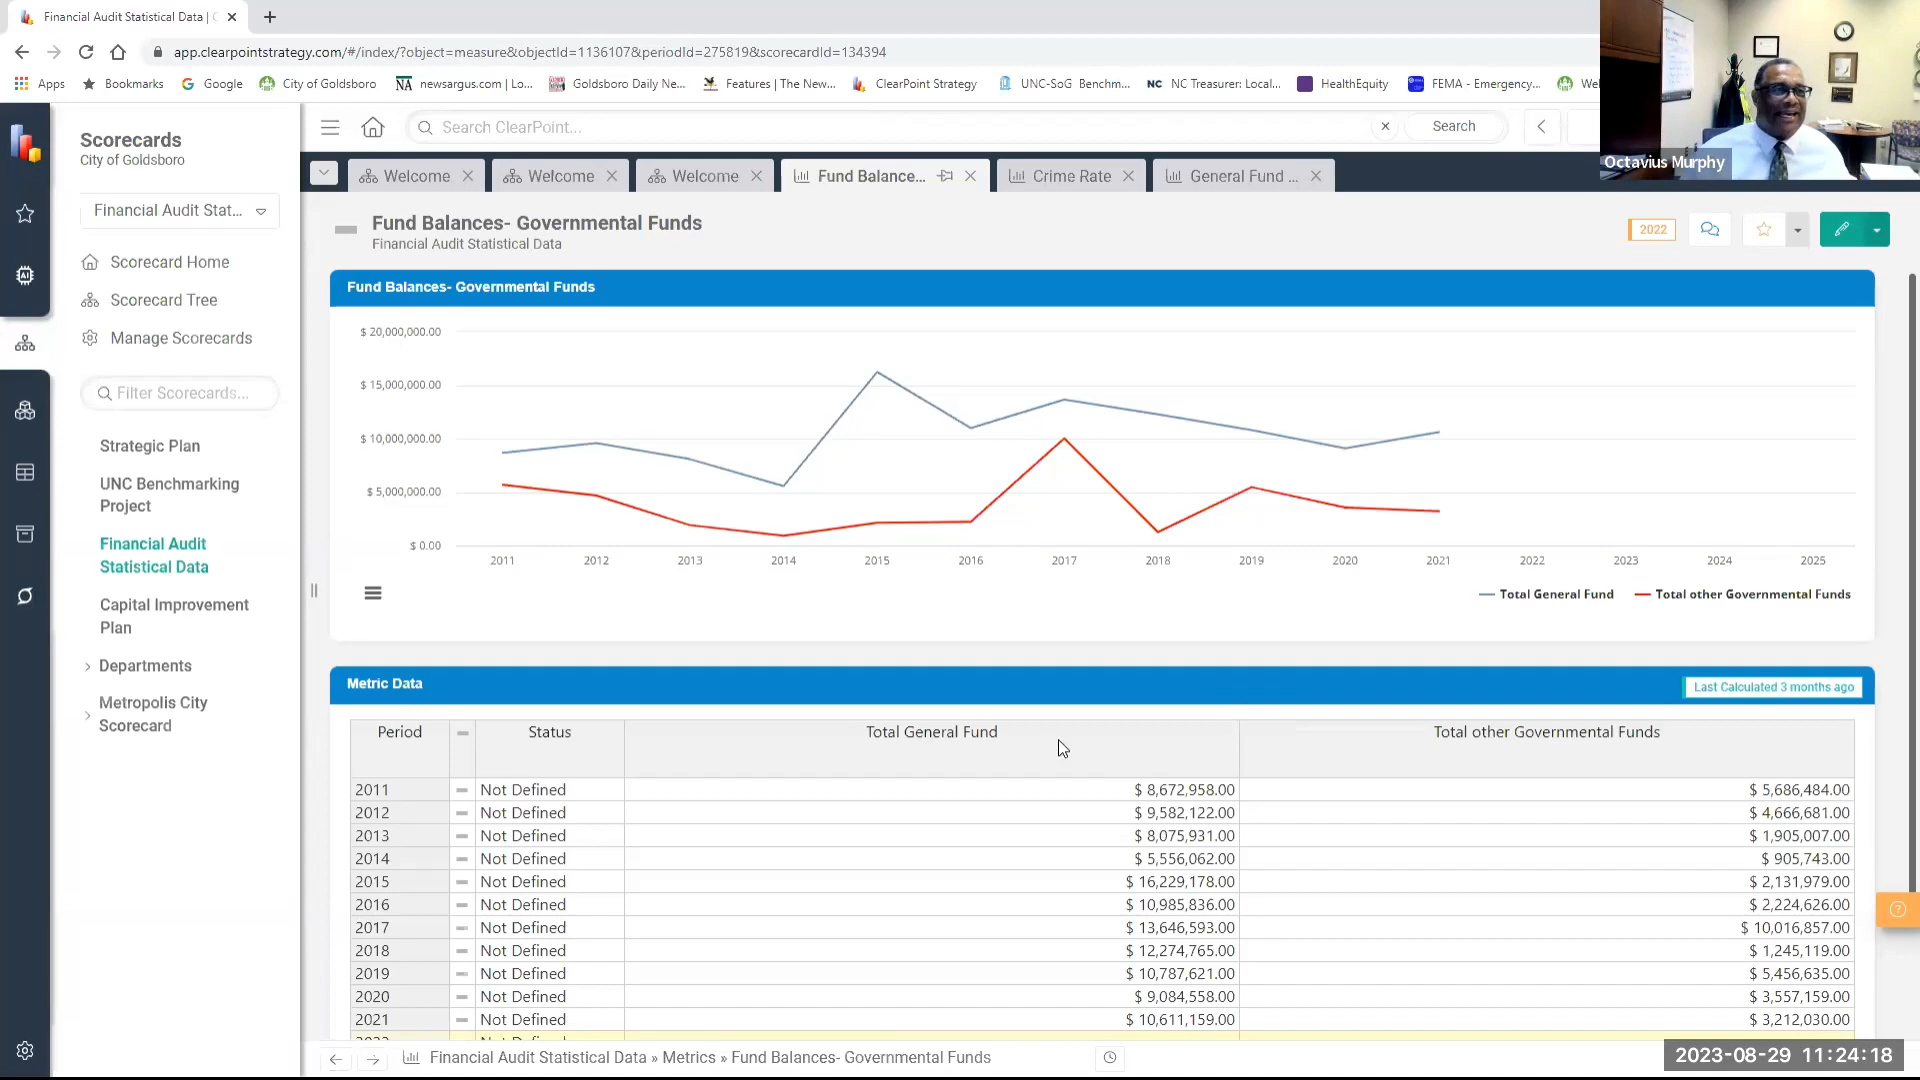 Financial Audit Statistical Data |
app.clearpointstrategy.com/#/index/?object=measure&objectId=1136107&periodId=275819&scorecardId=134394
Apps Bookmarks Google City of Goldsboro newsargus.com | Lo... Goldsboro Daily Ne... Features | The New... ClearPoint Strategy UNC-SoG Benchm... NC NC Treasurer: Local... HealthEquity FEMA - Emergency...
Octavius Murphy
Scorecards
City of Goldsboro
Financial Audit Stat...
Scorecard Home
Scorecard Tree
Manage Scorecards
Filter Scorecards...
Strategic Plan
UNC Benchmarking
Project
Financial Audit
Statistical Data
Capital Improvement
Plan
Departments
Metropolis City
Scorecard
AI
Search ClearPoint...
Search
Welcome Welcome Welcome Fund Balance... Crime Rate General Fund ...
Fund Balances- Governmental Funds
Financial Audit Statistical Data
2022
Fund Balances- Governmental Funds
$ 20,000,000.00
$ 15,000,000.00
$ 10,000,000.00
$ 5,000,000.00
$ 0.00
2011 2012 2013 2014 2015 2016 2017 2018 2019 2020 2021 2022 2023 2024 2025
Total General Fund Total other Governmental Funds
Metric Data
Last Calculated 3 months ago
Period Status Total General Fund Total other Governmental Funds
2011 Not Defined $ 8,672,958.00 $ 5,686,484.00
2012 Not Defined $ 9,582,122.00 $ 4,666,681.00
2013 Not Defined $ 8,075,931.00 $ 1,905,007.00
2014 Not Defined $ 5,556,062.00 $ 905,743.00
2015 Not Defined $ 16,229,178.00 $ 2,131,979.00
2016 Not Defined $ 10,985,836.00 $ 2,224,626.00
2017 Not Defined $ 13,646,593.00 $ 10,016,857.00
2018 Not Defined $ 12,274,765.00 $ 1,245,119.00
2019 Not Defined $ 10,787,621.00 $ 5,456,635.00
2020 Not Defined $ 9,084,558.00 $ 3,557,159.00
2021 Not Defined $ 10,611,159.00 $ 3,212,030.00
Financial Audit Statistical Data » Metrics » Fund Balances- Governmental Funds
2023-08-29 11:24:18